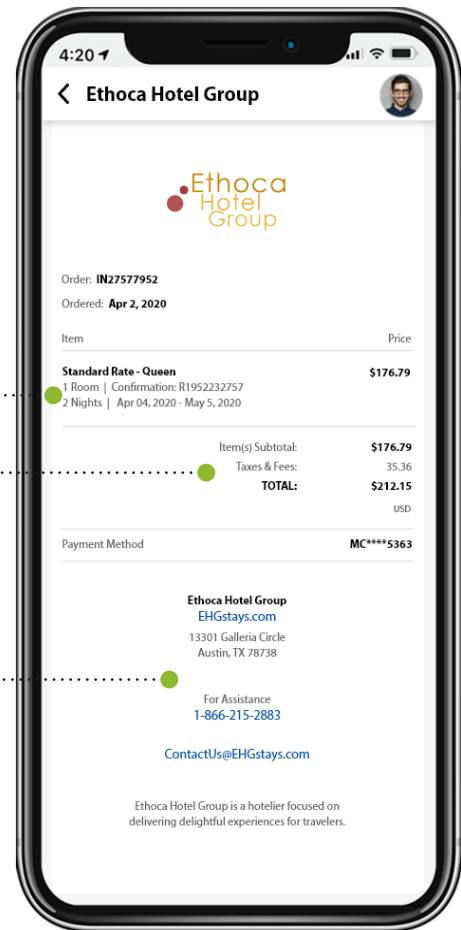 4:20
Ethoca Hotel Group
Ethoca
Hotel
Group
Order: IN27577952
Ordered: Apr 2, 2020
Item Price
Standard Rate - Queen $176.79
1 Room | Confirmation: R1952232757
2 Nights | Apr 04, 2020 - May 5, 2020
Item(s) Subtotal: $176.79
Taxes & Fees: 35.36
TOTAL: $212.15
USD
Payment Method MC****5363
Ethoca Hotel Group
EHGstays.com
13301 Galleria Circle
Austin, TX 78738
For Assistance
1-866-215-2883
ContactUs@EHGstays.com
Ethoca Hotel Group is a hotelier focused on
delivering delightful experiences for travelers.